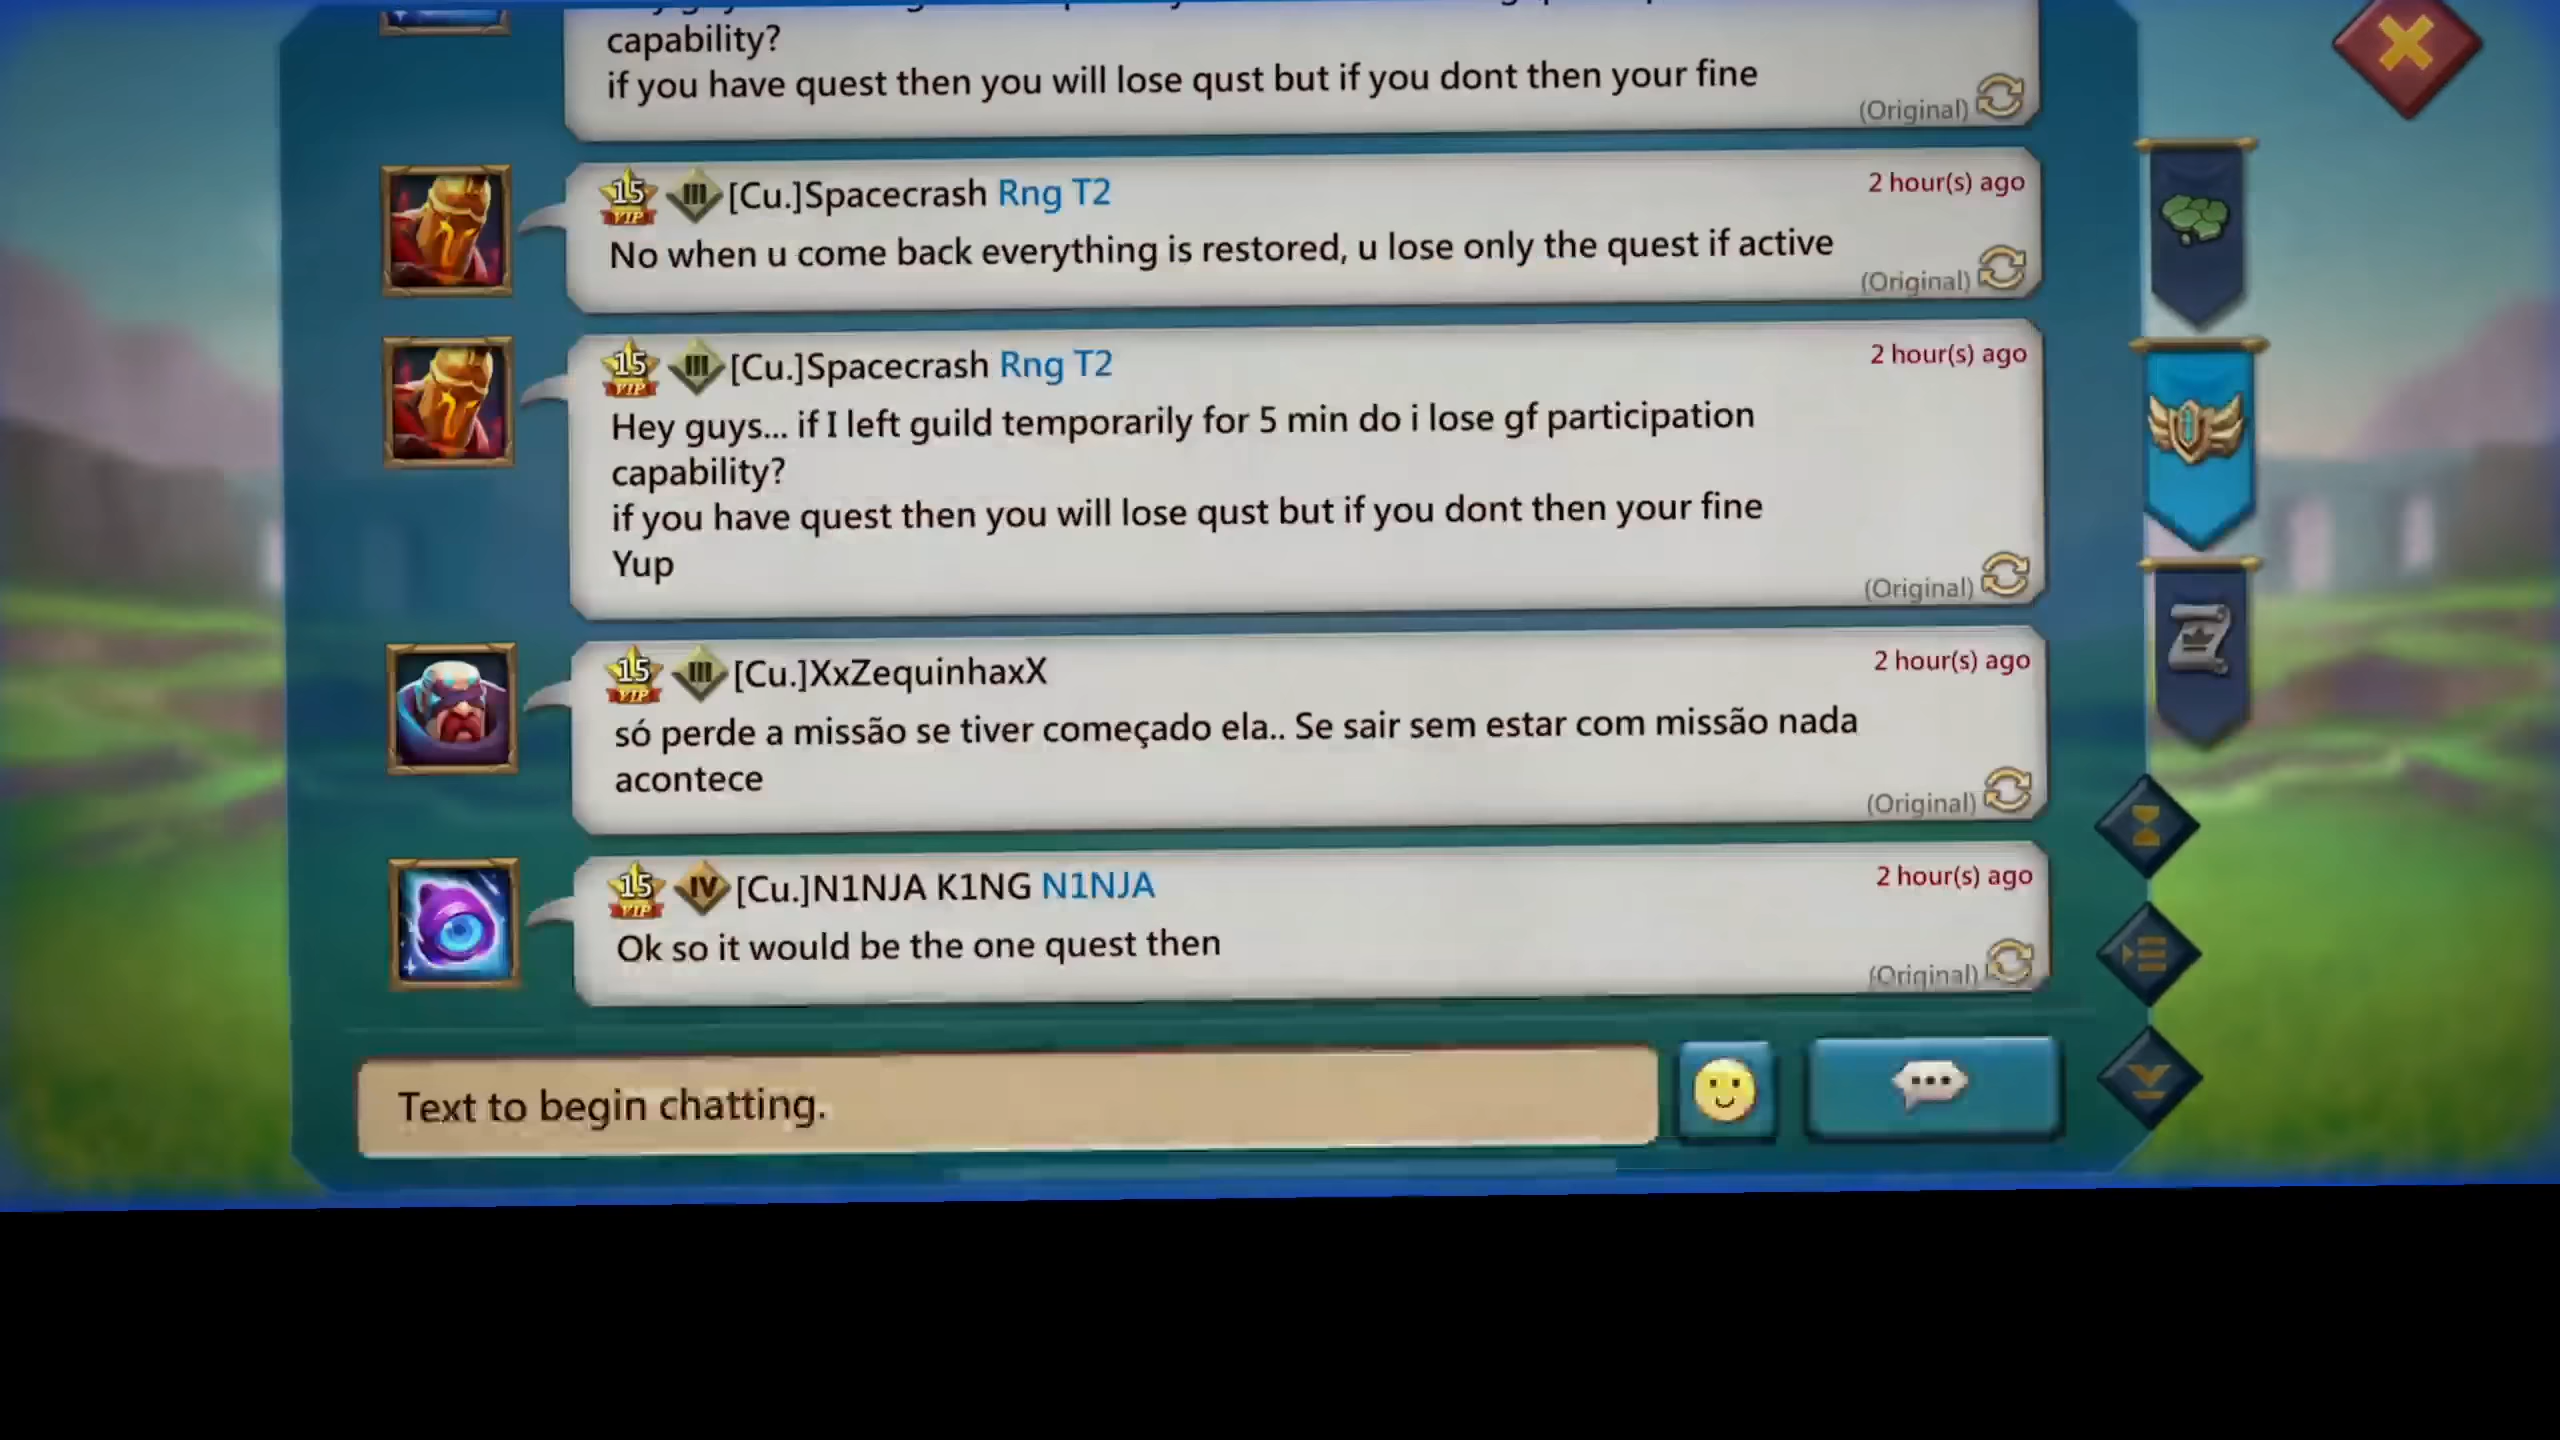 capability?
if you have quest then you will lose qust but if you dont then your fine
(Original)
15 VIP III [Cu.]Spacecrash Rng T2 2 hour(s) ago
No when u come back everything is restored, u lose only the quest if active
(Original)
15 VIP III [Cu.]Spacecrash Rng T2 2 hour(s) ago
Hey guys... if I left guild temporarily for 5 min do i lose gf participation
capability?
if you have quest then you will lose qust but if you dont then your fine
Yup
(Original)
15 VIP III [Cu.]XxZequinhaxX 2 hour(s) ago
só perde a missão se tiver começado ela.. Se sair sem estar com missão nada
acontece
(Original)
15 VIP IV [Cu.]N1NJA K1NG N1NJA 2 hour(s) ago
Ok so it would be the one quest then
(Original)
Text to begin chatting.